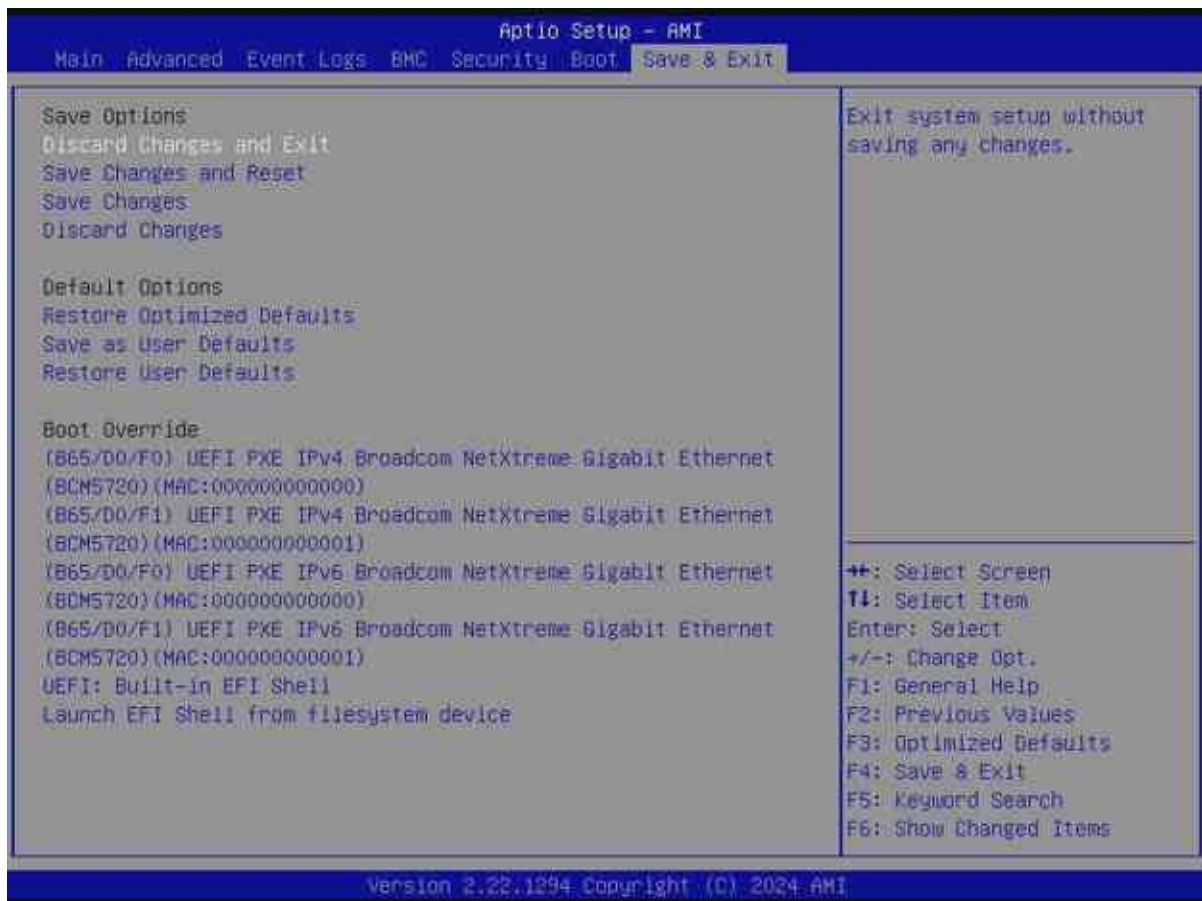 Aptio Setup - AMI
Main Advanced Event Logs BMC Security Boot Save & Exit
Save Options
Discard Changes and Exit
Save Changes and Reset
Save Changes
Discard Changes
Default Options
Restore Optimized Defaults
Save as User Defaults
Restore User Defaults
Boot Override
(B65/D0/F0) UEFI PXE IPv4 Broadcom NetXtreme Gigabit Ethernet
(BCM5720)(MAC:000000000000)
(B65/D0/F1) UEFI PXE IPv4 Broadcom NetXtreme Gigabit Ethernet
(BCM5720)(MAC:000000000001)
(B65/D0/F0) UEFI PXE IPv6 Broadcom NetXtreme Gigabit Ethernet
(BCM5720)(MAC:000000000000)
(B65/D0/F1) UEFI PXE IPv6 Broadcom NetXtreme Gigabit Ethernet
(BCM5720)(MAC:000000000001)
UEFI: Built-in EFI Shell
Launch EFI Shell from filesystem device
Exit system setup without
saving any changes.
→←: Select Screen
↑↓: Select Item
Enter: Select
+/-: Change Opt.
F1: General Help
F2: Previous Values
F3: Optimized Defaults
F4: Save & Exit
F5: Keyword Search
F6: Show Changed Items
Version 2.22.1294 Copyright (C) 2024 AMI